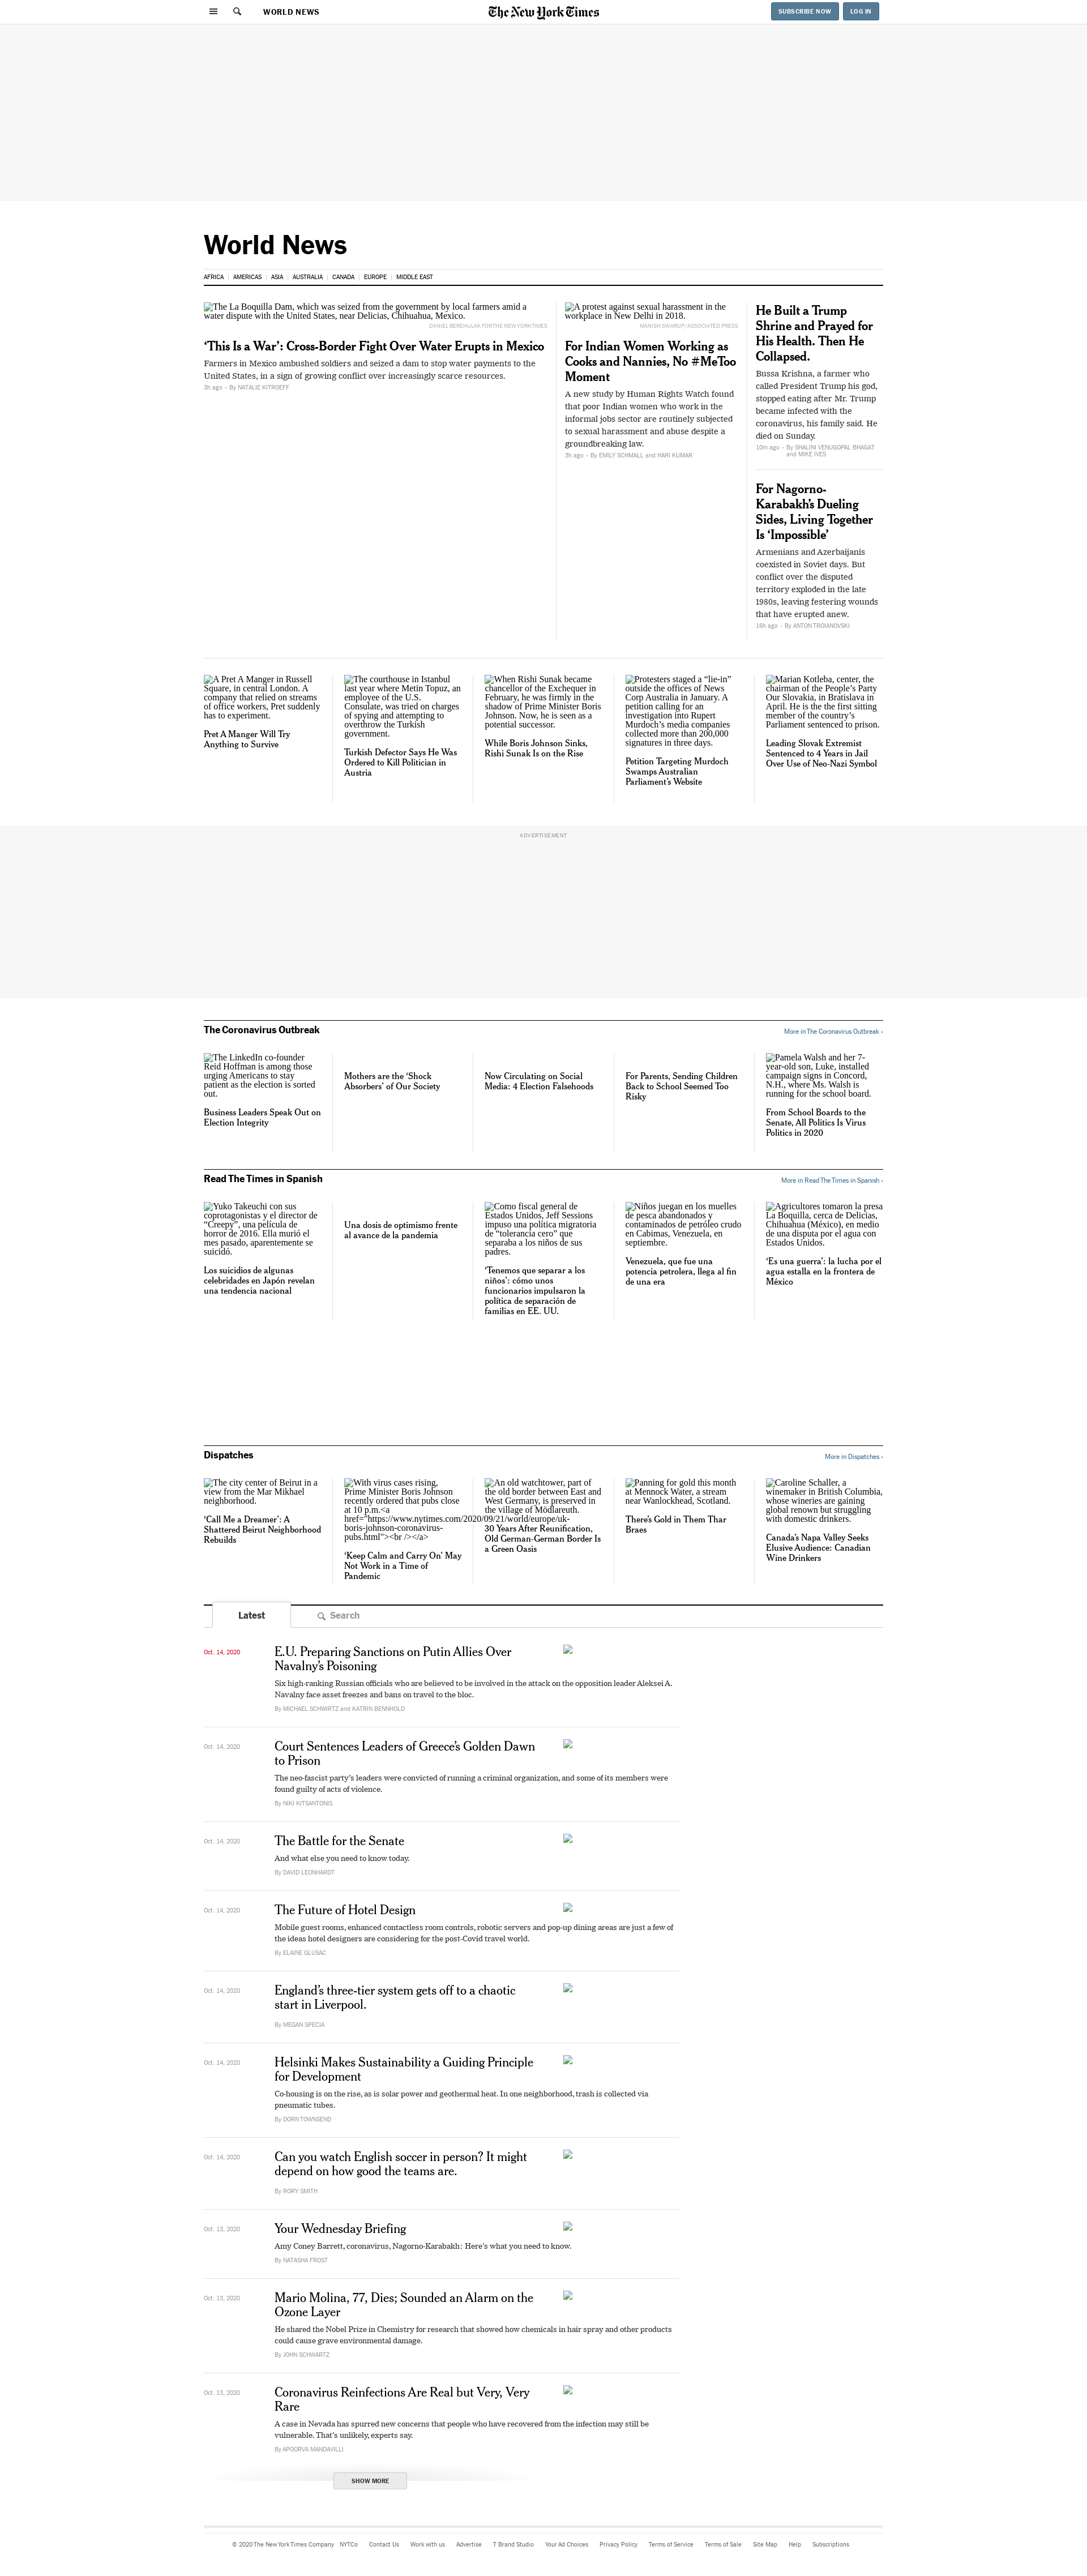 WORLD NEWS
The New York Times
SUBSCRIBE NOW
LOG IN
World News
AFRICA
AMERICAS
ASIA
AUSTRALIA
CANADA
EUROPE
MIDDLE EAST
The La Boquilla Dam, which was seized from the government by local farmers amid a
water dispute with the United States, near Delicias, Chihuahua, Mexico.
DANIEL BEREHULAK FOR THE NEW YORK TIMES
‘This Is a War’: Cross-Border Fight Over Water Erupts in Mexico
Farmers in Mexico ambushed soldiers and seized a dam to stop water payments to the
United States, in a sign of growing conflict over increasingly scarce resources.
3h ago - By NATALIE KITROEFF
A protest against sexual harassment in the
workplace in New Delhi in 2018.
MANISH SWARUP/ASSOCIATED PRESS
For Indian Women Working as
Cooks and Nannies, No #MeToo
Moment
A new study from Human Rights Watch found
that poor Indian women who work in the
informal jobs sector are routinely subjected
to sexual harassment and abuse despite a
groundbreaking law.
3h ago - By EMILY SCHMALL and HARI KUMAR
He Built a Trump
Shrine and Prayed for
His Health. Then He
Collapsed.
Bussa Krishna, a farmer who
called President Trump his god,
stopped eating after Mr. Trump
became infected with the
coronavirus, his family said. He
died on Sunday.
10m ago - By SHALINI VENUGOPAL BHAGAT
and MIKE IVES
For Nagorno-
Karabakh’s Dueling
Sides, Living Together
Is ‘Impossible’
Armenians and Azerbaijanis
coexisted in Soviet days. But
conflict over the disputed
territory exploded in the late
1980s, leaving festering wounds
that have erupted anew.
16h ago - By ANTON TROIANOVSKI
A Pret A Manger in Russell
Square, in central London. A
company that relied on streams
of office workers, Pret suddenly
has to experiment.
Pret A Manger Will Try
Anything to Survive
The courthouse in Istanbul
last year where Metin Topuz, an
employee of the U.S.
Consulate, was tried on charges
of spying and attempting to
overthrow the Turkish
government.
Turkish Defector Says He Was
Ordered to Kill Politician in
Austria
When Rishi Sunak became
chancellor of the Exchequer in
February, he was firmly in the
shadow of Prime Minister Boris
Johnson. Now, he is seen as a
potential successor.
While Boris Johnson Sinks,
Rishi Sunak Is on the Rise
Protesters staged a “lie-in”
outside the offices of News
Corp Australia in January. A
petition calling for an
investigation into Rupert
Murdoch’s media companies
collected more than 200,000
signatures in three days.
Petition Targeting Murdoch
Swamps Australian
Parliament’s Website
Marian Kotleba, center, the
chairman of the People’s Party
Our Slovakia, in Bratislava in
April. He is the the first sitting
member of the country’s
Parliament sentenced to prison.
Leading Slovak Extremist
Sentenced to 4 Years in Jail
Over Use of Neo-Nazi Symbol
ADVERTISEMENT
The Coronavirus Outbreak
More in The Coronavirus Outbreak ›
The LinkedIn co-founder
Reid Hoffman is among those
urging Americans to stay
patient as the election is sorted
out.
Business Leaders Speak Out on
Election Integrity
Mothers are the ‘Shock
Absorbers’ of Our Society
Now Circulating on Social
Media: 4 Election Falsehoods
For Parents, Sending Children
Back to School Seemed Too
Risky
Pamela Walsh and her 7-
year-old son, Luke, installed
campaign signs in Concord,
N.H., where Ms. Walsh is
running for the school board.
From School Boards to the
Senate, All Politics Is Virus
Politics in 2020
Read The Times in Spanish
More in Read The Times in Spanish ›
Yuko Takeuchi con sus
coprotagonistas y el director de
“Creepy”, una película de
horror de 2016. Ella murió el
mes pasado, aparentemente se
suicidó.
Los suicidios de algunas
celebridades en Japón revelan
una tendencia nacional
Una dosis de optimismo frente
al avance de la pandemia
Como fiscal general de
Estados Unidos, Jeff Sessions
impuso una política migratoria
de “tolerancia cero” que
separaba a los niños de sus
padres.
‘Tenemos que separar a los
niños’: cómo unos
funcionarios impulsaron la
política de separación de
familias en EE. UU.
Niños juegan en los muelles
de pesca abandonados y
contaminados de petróleo crudo
en Cabimas, Venezuela, en
septiembre.
Venezuela, que fue una
potencia petrolera, llega al fin
de una era
Agricultores tomaron la presa
La Boquilla, cerca de Delicias,
Chihuahua (México), en medio
de una disputa por el agua con
Estados Unidos.
‘Es una guerra’: la lucha por el
agua estalla en la frontera de
México
Dispatches
More in Dispatches ›
The city center of Beirut in a
view from the Mar Mikhael
neighborhood.
‘Call Me a Dreamer’: A
Shattered Beirut Neighborhood
Rebuilds
With virus cases rising,
Prime Minister Boris Johnson
recently ordered that pubs close
at 10 p.m.<a
href="https://www.nytimes.com/2020/09/21/world/europe/uk-
boris-johnson-coronavirus-
pubs.html"><br /></a>
‘Keep Calm and Carry On’ May
Not Work in a Time of
Pandemic
An old watchtower, part of
the old border between East and
West Germany, is preserved in
the village of Mödlareuth.
30 Years After Reunification,
Old German-German Border Is
a Green Oasis
Panning for gold this month
at Mennock Water, a stream
near Wanlockhead, Scotland.
There’s Gold in Them Thar
Braes
Caroline Schaller, a
winemaker in British Columbia,
whose wineries are gaining
global renown but struggling
with domestic drinkers.
Canada’s Napa Valley Seeks
Elusive Audience: Canadian
Wine Drinkers
Latest
Search
Oct. 14, 2020
E.U. Preparing Sanctions on Putin Allies Over
Navalny’s Poisoning
Six high-ranking Russian officials who are believed to be involved in the attack on the opposition leader Aleksei A.
Navalny face asset freezes and bans on travel to the bloc.
By MICHAEL SCHWIRTZ and KATRIN BENNHOLD
Oct. 14, 2020
Court Sentences Leaders of Greece’s Golden Dawn
to Prison
The neo-fascist party’s leaders were convicted of running a criminal organization, and some of its members were
found guilty of acts of violence.
By NIKI KITSANTONIS
Oct. 14, 2020
The Battle for the Senate
And what else you need to know today.
By DAVID LEONHARDT
Oct. 14, 2020
The Future of Hotel Design
Mobile guest rooms, enhanced contactless room controls, robotic servers and pop-up dining areas are just a few of
the ideas hotel designers are considering for the post-Covid travel world.
By ELAINE GLUSAC
Oct. 14, 2020
England’s three-tier system gets off to a chaotic
start in Liverpool.
By MEGAN SPECIA
Oct. 14, 2020
Helsinki Makes Sustainability a Guiding Principle
for Development
Co-housing is on the rise, as is solar power and geothermal heat. In one neighborhood, trash is collected via
pneumatic tubes.
By DORN TOWNSEND
Oct. 14, 2020
Can you watch English soccer in person? It might
depend on how good the teams are.
By RORY SMITH
Oct. 13, 2020
Your Wednesday Briefing
Amy Coney Barrett, coronavirus, Nagorno-Karabakh: Here’s what you need to know.
By NATASHA FROST
Oct. 13, 2020
Mario Molina, 77, Dies; Sounded an Alarm on the
Ozone Layer
He shared the Nobel Prize in Chemistry for research that showed how chemicals in hair spray and other products
could cause grave environmental damage.
By JOHN SCHWARTZ
Oct. 13, 2020
Coronavirus Reinfections Are Real but Very, Very
Rare
A case in Nevada has spurred new concerns that people who have recovered from the infection may still be
vulnerable. That’s unlikely, experts say.
By APOORVA MANDAVILLI
SHOW MORE
© 2020 The New York Times Company
NYTCo
Contact Us
Work with us
Advertise
T Brand Studio
Your Ad Choices
Privacy Policy
Terms of Service
Terms of Sale
Site Map
Help
Subscriptions